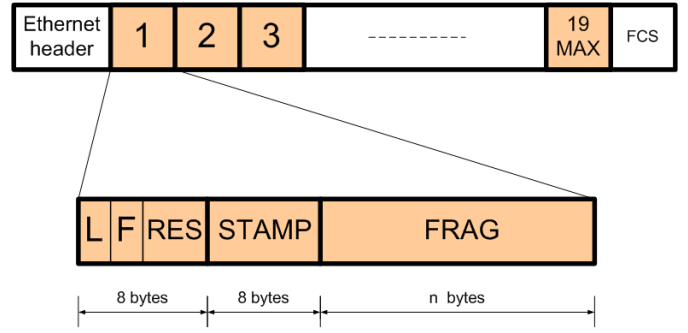 Ethernet
header
1
2
3
19
MAX
FCS
L
F
RES
STAMP
FRAG
8 bytes
8 bytes
n bytes